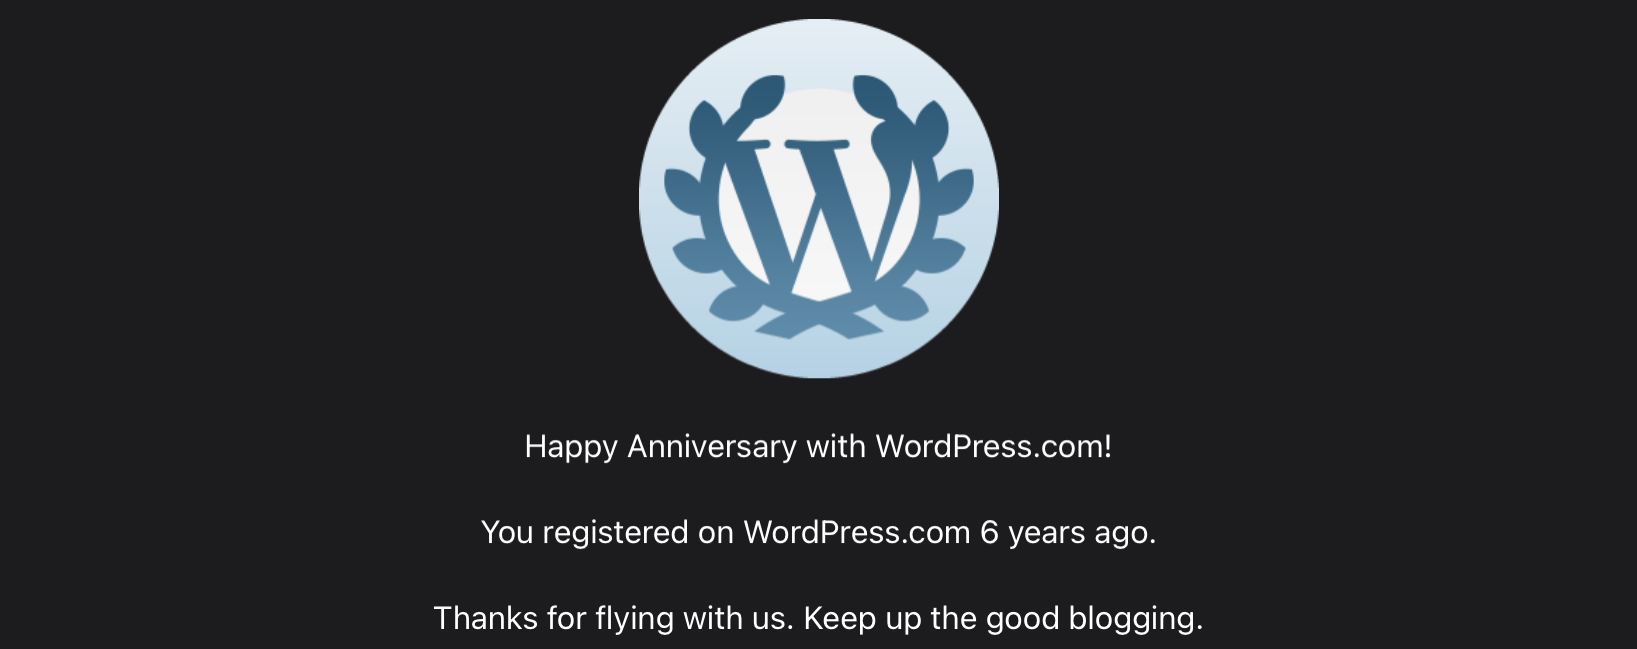 W
Happy Anniversary with WordPress.com!
You registered on WordPress.com 6 years ago.
Thanks for flying with us. Keep up the good blogging.